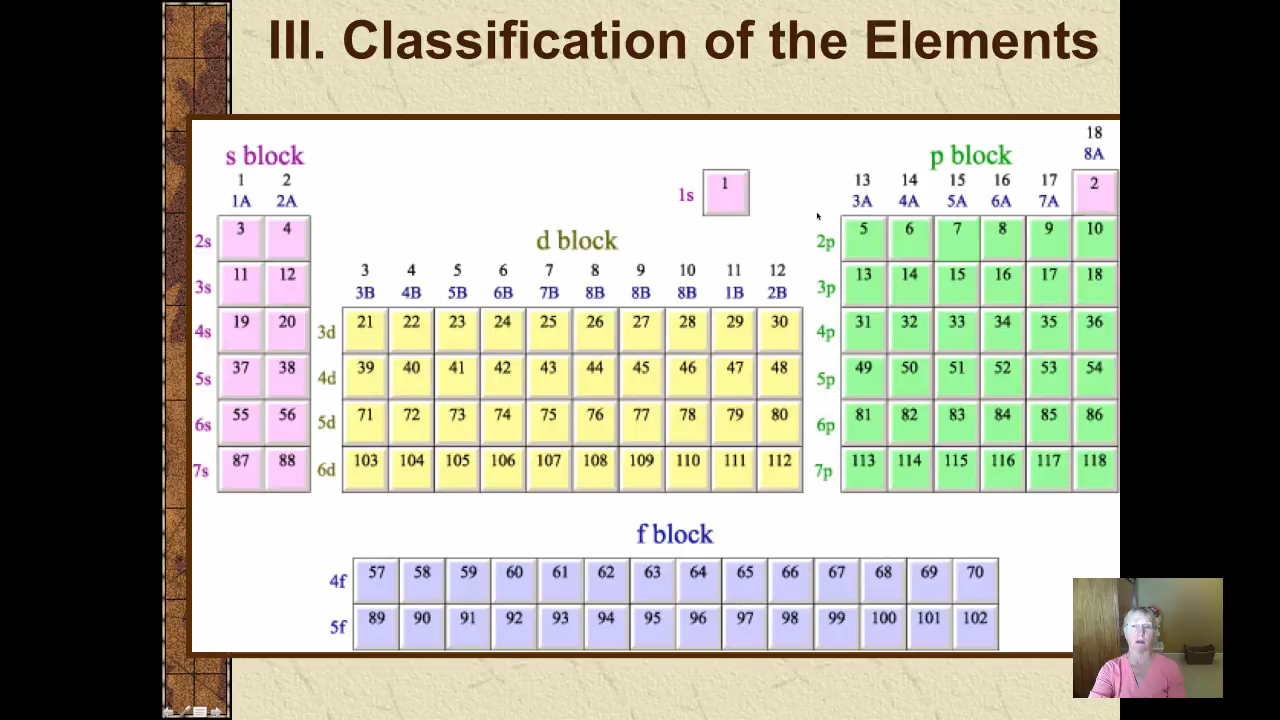 III. Classification of the Elements
18
8A
s block
p block
1 2
1A 2A
1s 1
13 14 15 16 17
3A 4A 5A 6A 7A
2
2s 3 4
d block
2p 5 6 7 8 9 10
3s 11 12
3 4 5 6 7 8 9 10 11 12
3B 4B 5B 6B 7B 8B 8B 8B 1B 2B
3p 13 14 15 16 17 18
4s 19 20 3d 21 22 23 24 25 26 27 28 29 30 4p 31 32 33 34 35 36
5s 37 38 4d 39 40 41 42 43 44 45 46 47 48 5p 49 50 51 52 53 54
6s 55 56 5d 71 72 73 74 75 76 77 78 79 80 6p 81 82 83 84 85 86
7s 87 88 6d 103 104 105 106 107 108 109 110 111 112 7p 113 114 115 116 117 118
f block
4f 57 58 59 60 61 62 63 64 65 66 67 68 69 70
5f 89 90 91 92 93 94 95 96 97 98 99 100 101 102